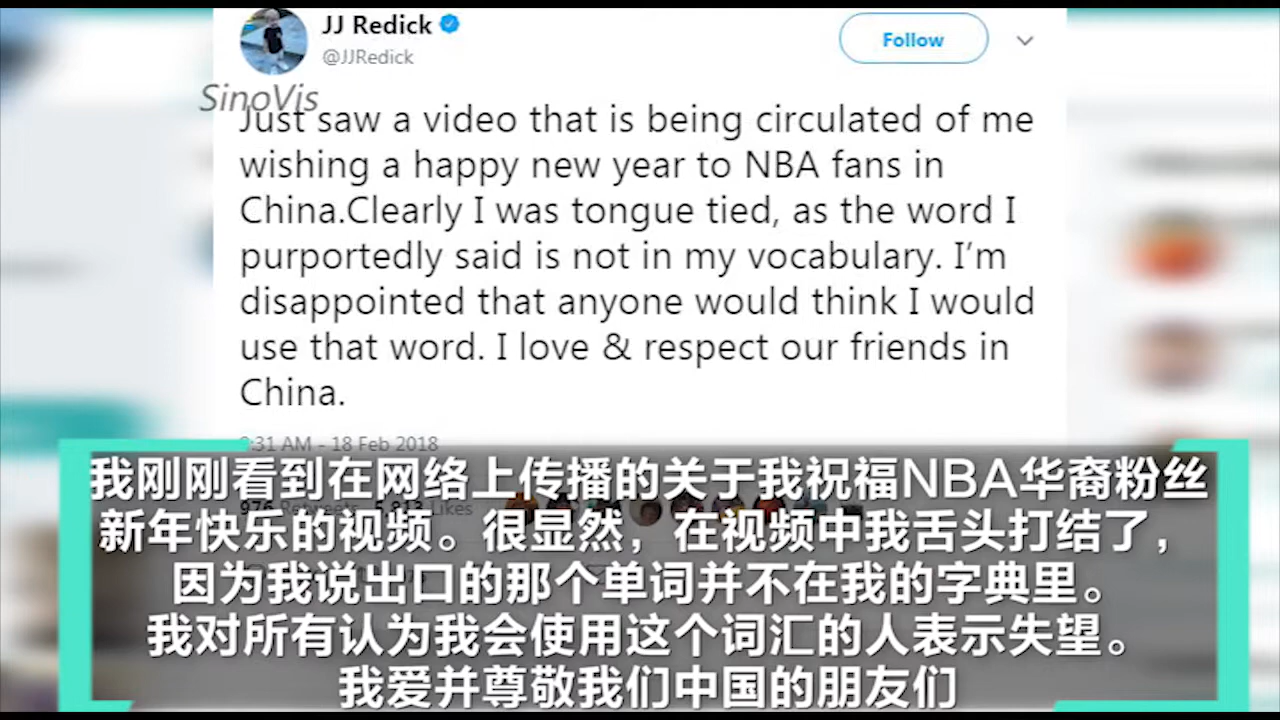 JJ Redick
@JJRedick
Follow
SinoVis
Just saw a video that is being circulated of me
wishing a happy new year to NBA fans in
China.Clearly I was tongue tied, as the word I
purportedly said is not in my vocabulary. I'm
disappointed that anyone would think I would
use that word. I love & respect our friends in
China.
:31 AM - 18 Feb 2018
我刚刚看到在网络上传播的关于我祝福NBA华裔粉丝
新年快乐的视频。很显然，在视频中我舌头打结了，
因为我说出口的那个单词并不在我的字典里。
我对所有认为我会使用这个词汇的人表示失望。
我爱并尊敬我们中国的朋友们